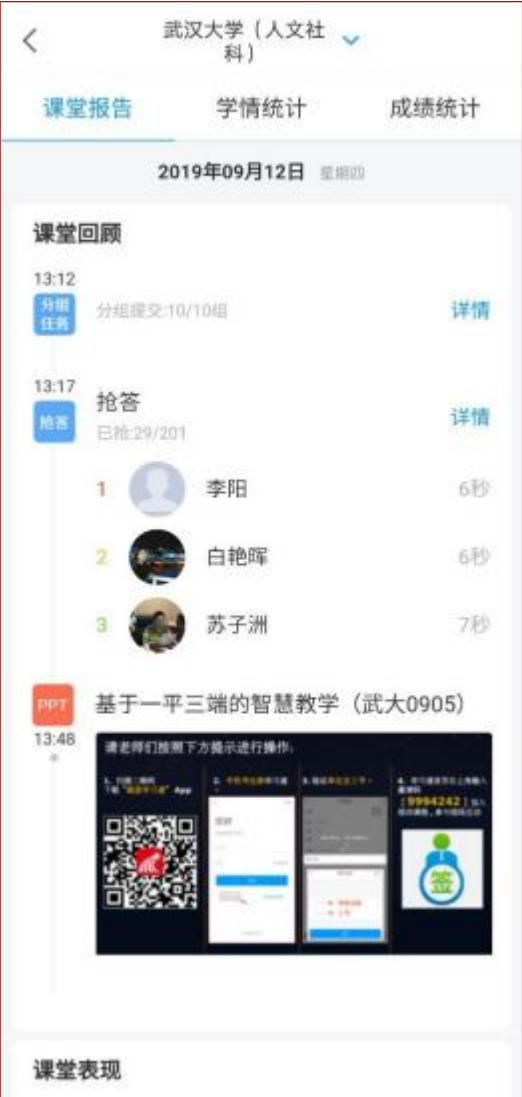 武汉大学（人文社
科）
课堂报告 学情统计 成绩统计
2019年09月12日 星期四
课堂回顾
13:12
分组
任务
分组提交:10/10组 详情
13:17
抢答
抢答 详情
已抢:29/201
1 李阳 6秒
2 白艳晖 6秒
3 苏子洲 7秒
PPT 基于一平三端的智慧教学（武大0905）
13:48
请老师们按照下方提示进行操作:
签
9994242
课堂表现